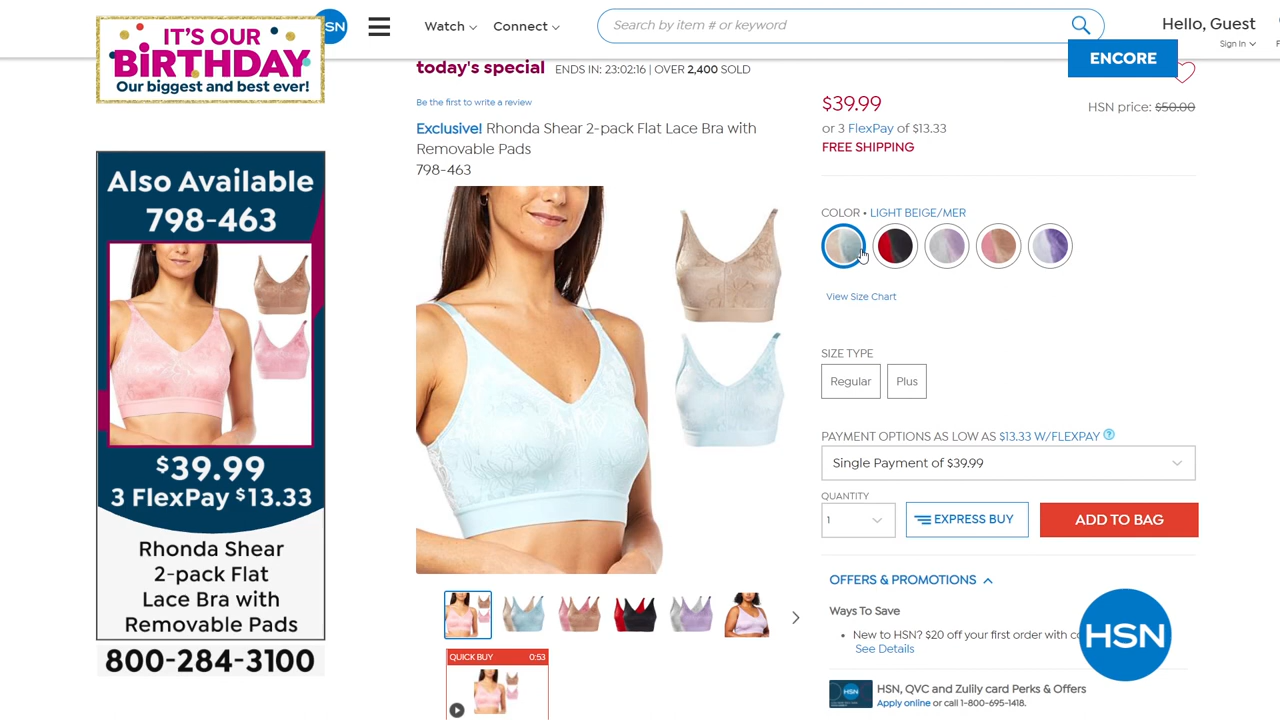 IT'S OUR
BiRTHDAY
Our biggest and best ever!
SN
Watch
Connect
Search by item # or keyword
Hello, Guest
Sign In
ENCORE
Also Available
798-463
$39.99
3 FlexPay $13.33
Rhonda Shear
2-pack Flat
Lace Bra with
Removable Pads
800-284-3100
today's special ENDS IN: 23:02:16 | OVER 2,400 SOLD
Be the first to write a review
Exclusive! Rhonda Shear 2-pack Flat Lace Bra with
Removable Pads
798-463
QUICK BUY 0:53
$39.99
HSN price: $50.00
or 3 FlexPay of $13.33
FREE SHIPPING
COLOR • LIGHT BEIGE/MER
View Size Chart
SIZE TYPE
Regular
Plus
PAYMENT OPTIONS AS LOW AS $13.33 W/FLEXPAY ?
Single Payment of $39.99
QUANTITY
1
EXPRESS BUY
ADD TO BAG
OFFERS & PROMOTIONS
Ways To Save
• New to HSN? $20 off your first order with
See Details
HSN
HSN
HSN, QVC and Zulily card Perks & Offers
Apply online or call 1-800-695-1418.